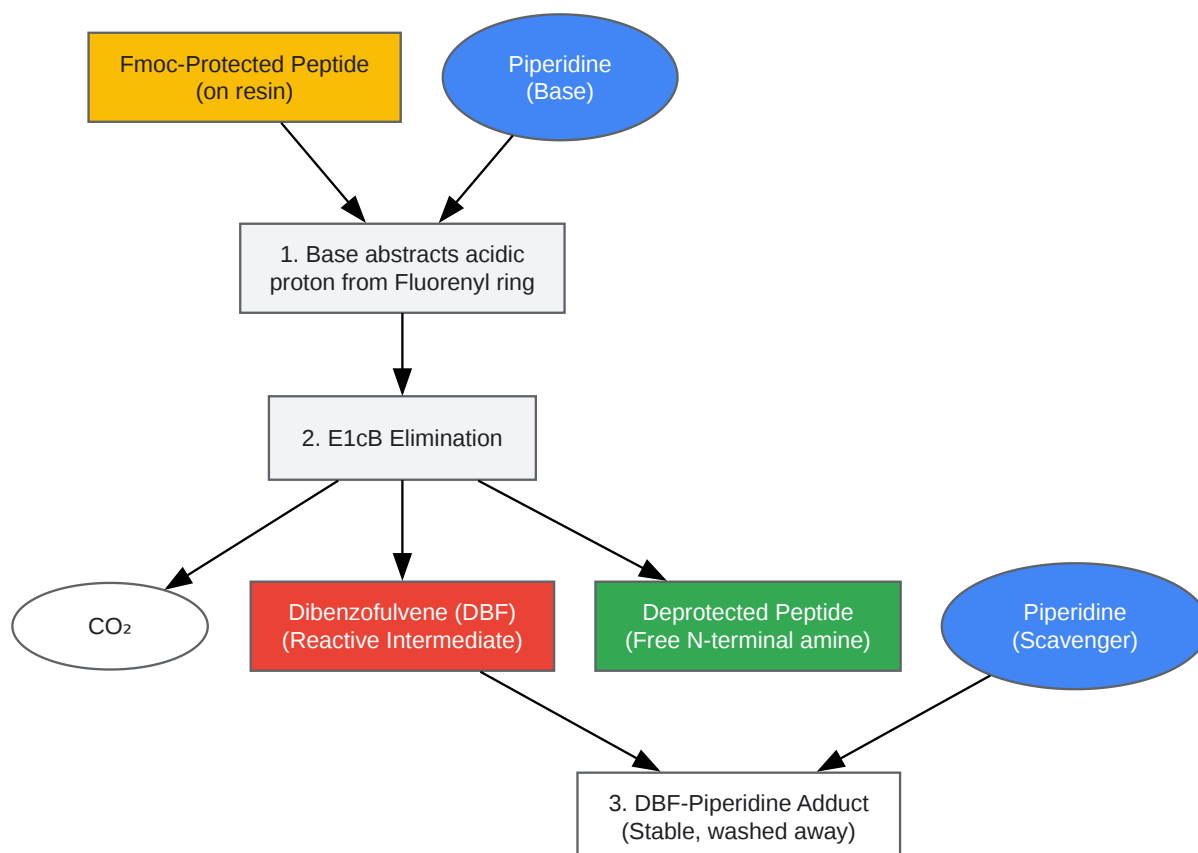 Fmoc-Protected Peptide
(on resin)
Piperidine
(Base)
1. Base abstracts acidic
proton from Fluorenyl ring
2. E1cB Elimination
CO₂
Dibenzofulvene (DBF)
(Reactive Intermediate)
Deprotected Peptide
(Free N-terminal amine)
Piperidine
(Scavenger)
3. DBF-Piperidine Adduct
(Stable, washed away)